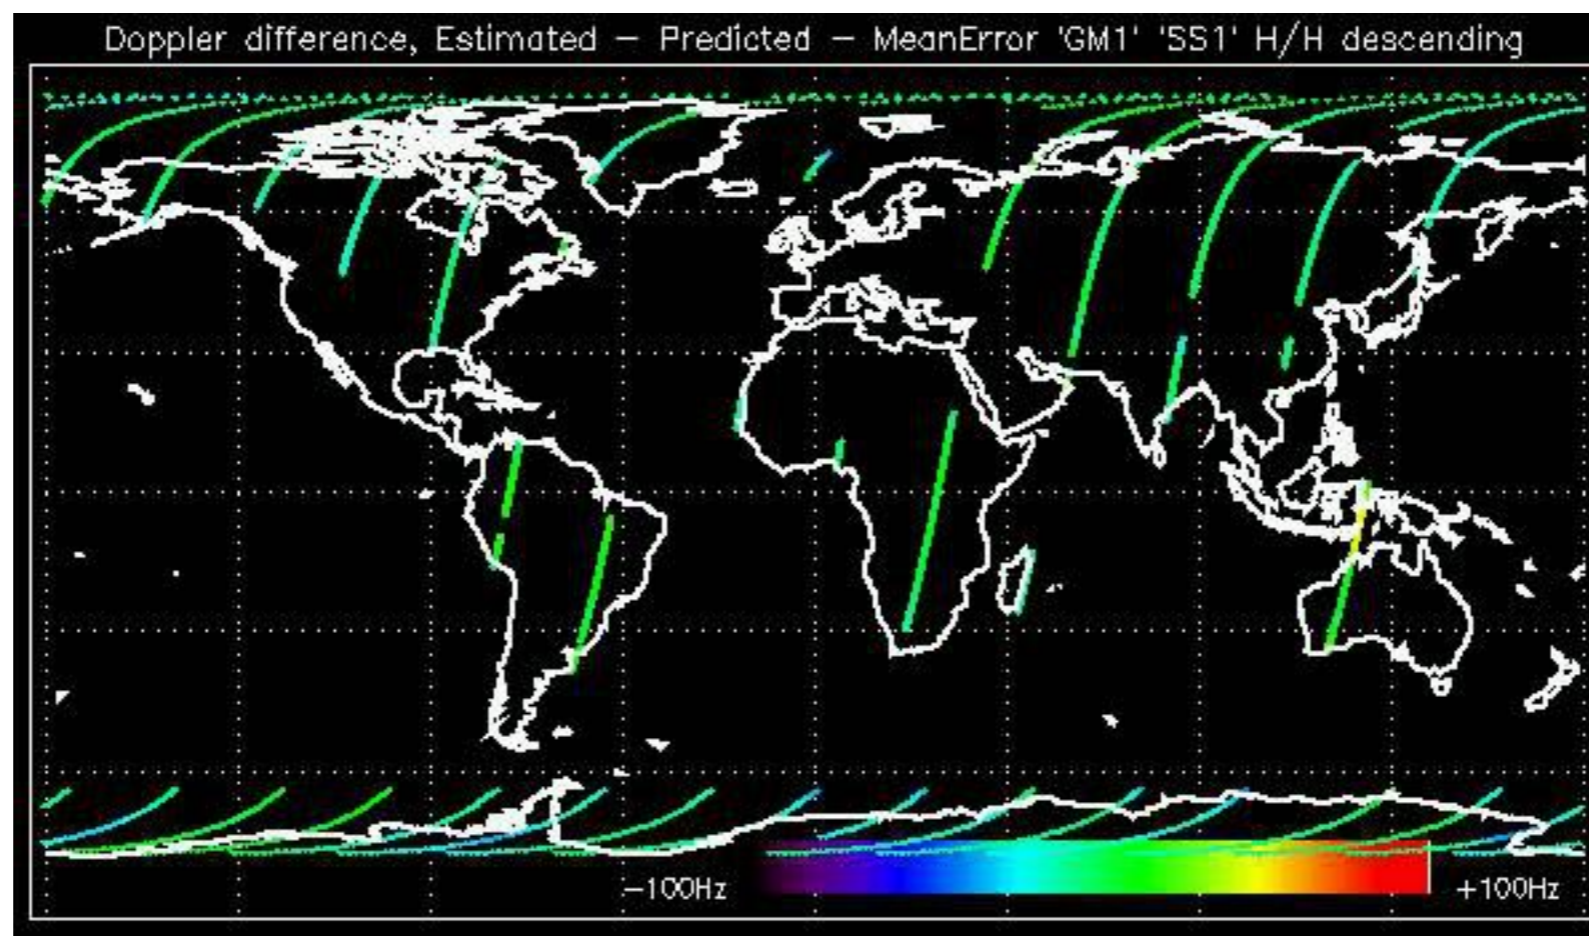 Doppler difference, Estimated – Predicted – MeanError 'GM1' 'SS1' H/H descending
–100Hz
+100Hz